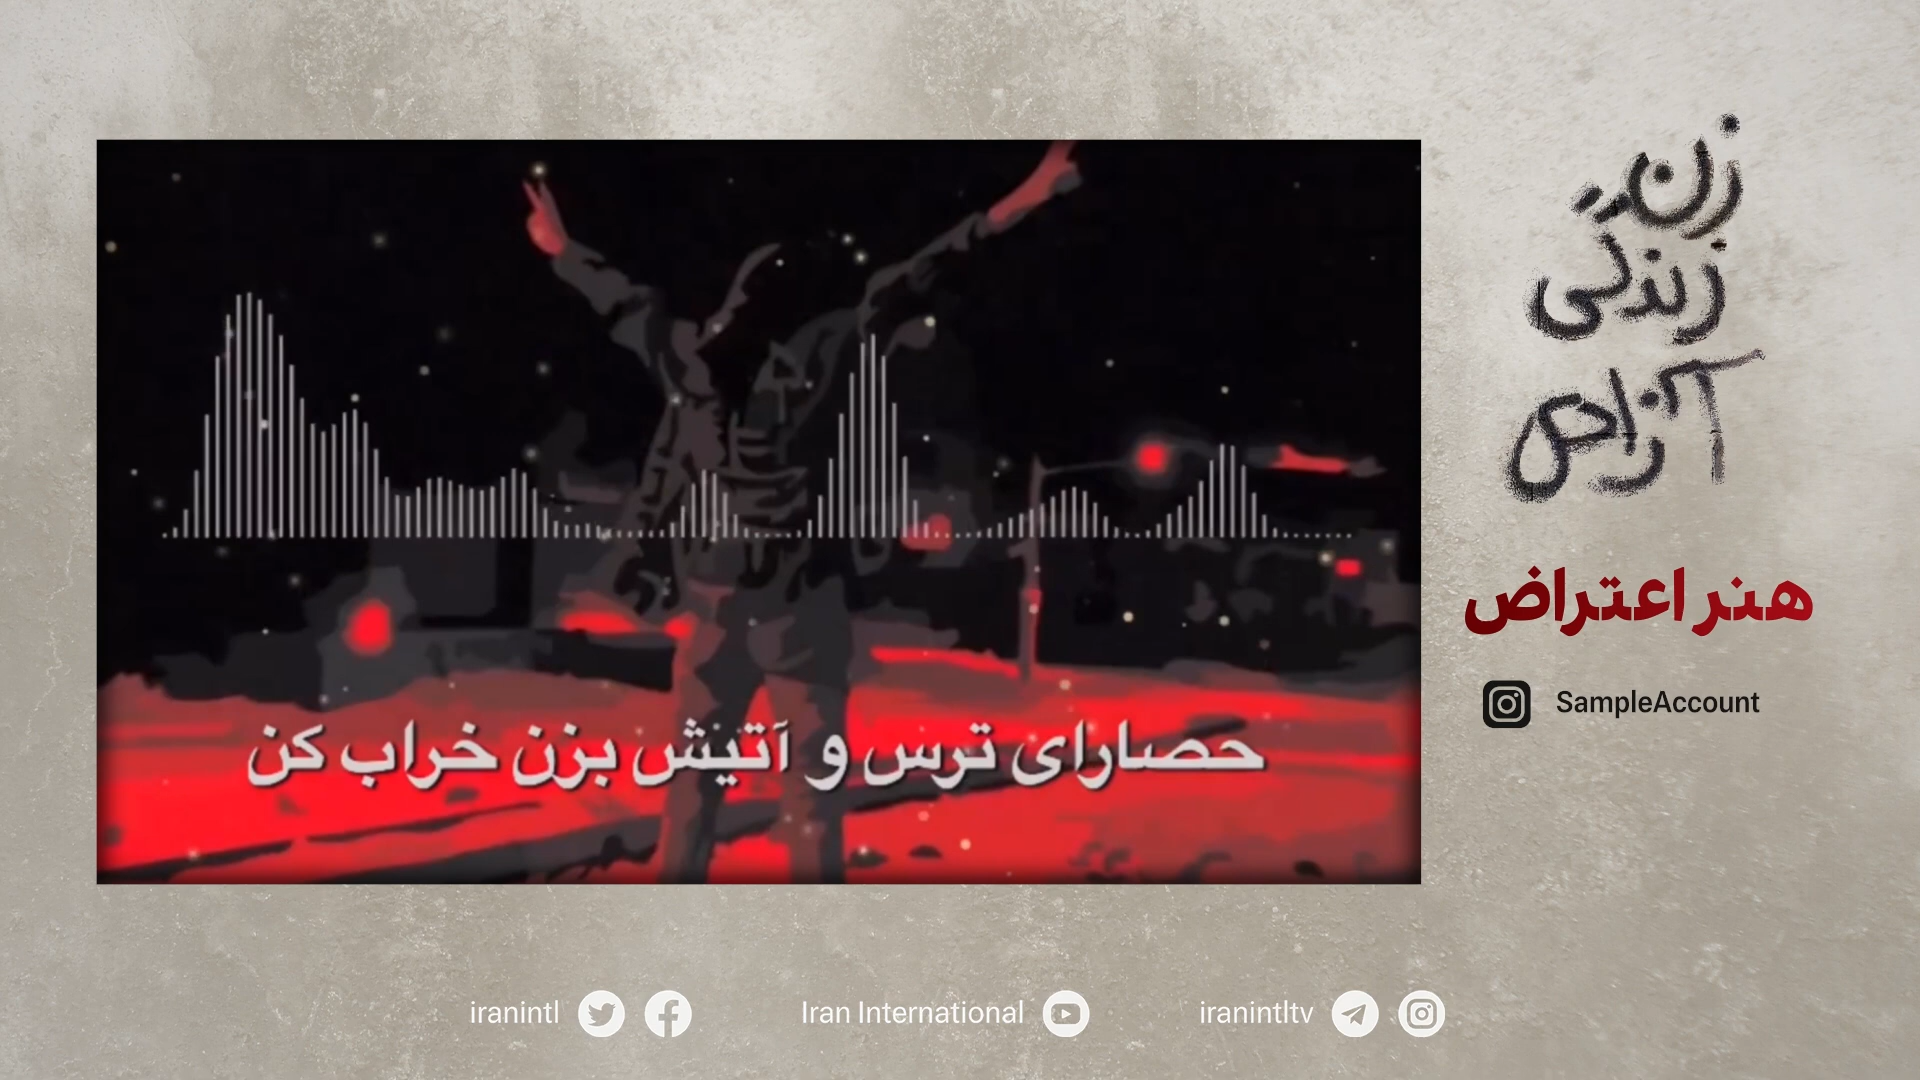 زن
زندگی
آزادی
هنر اعتراض
SampleAccount
حصارای ترس و آتیش بزن خراب کن
iranintl
Iran International
iranintltv